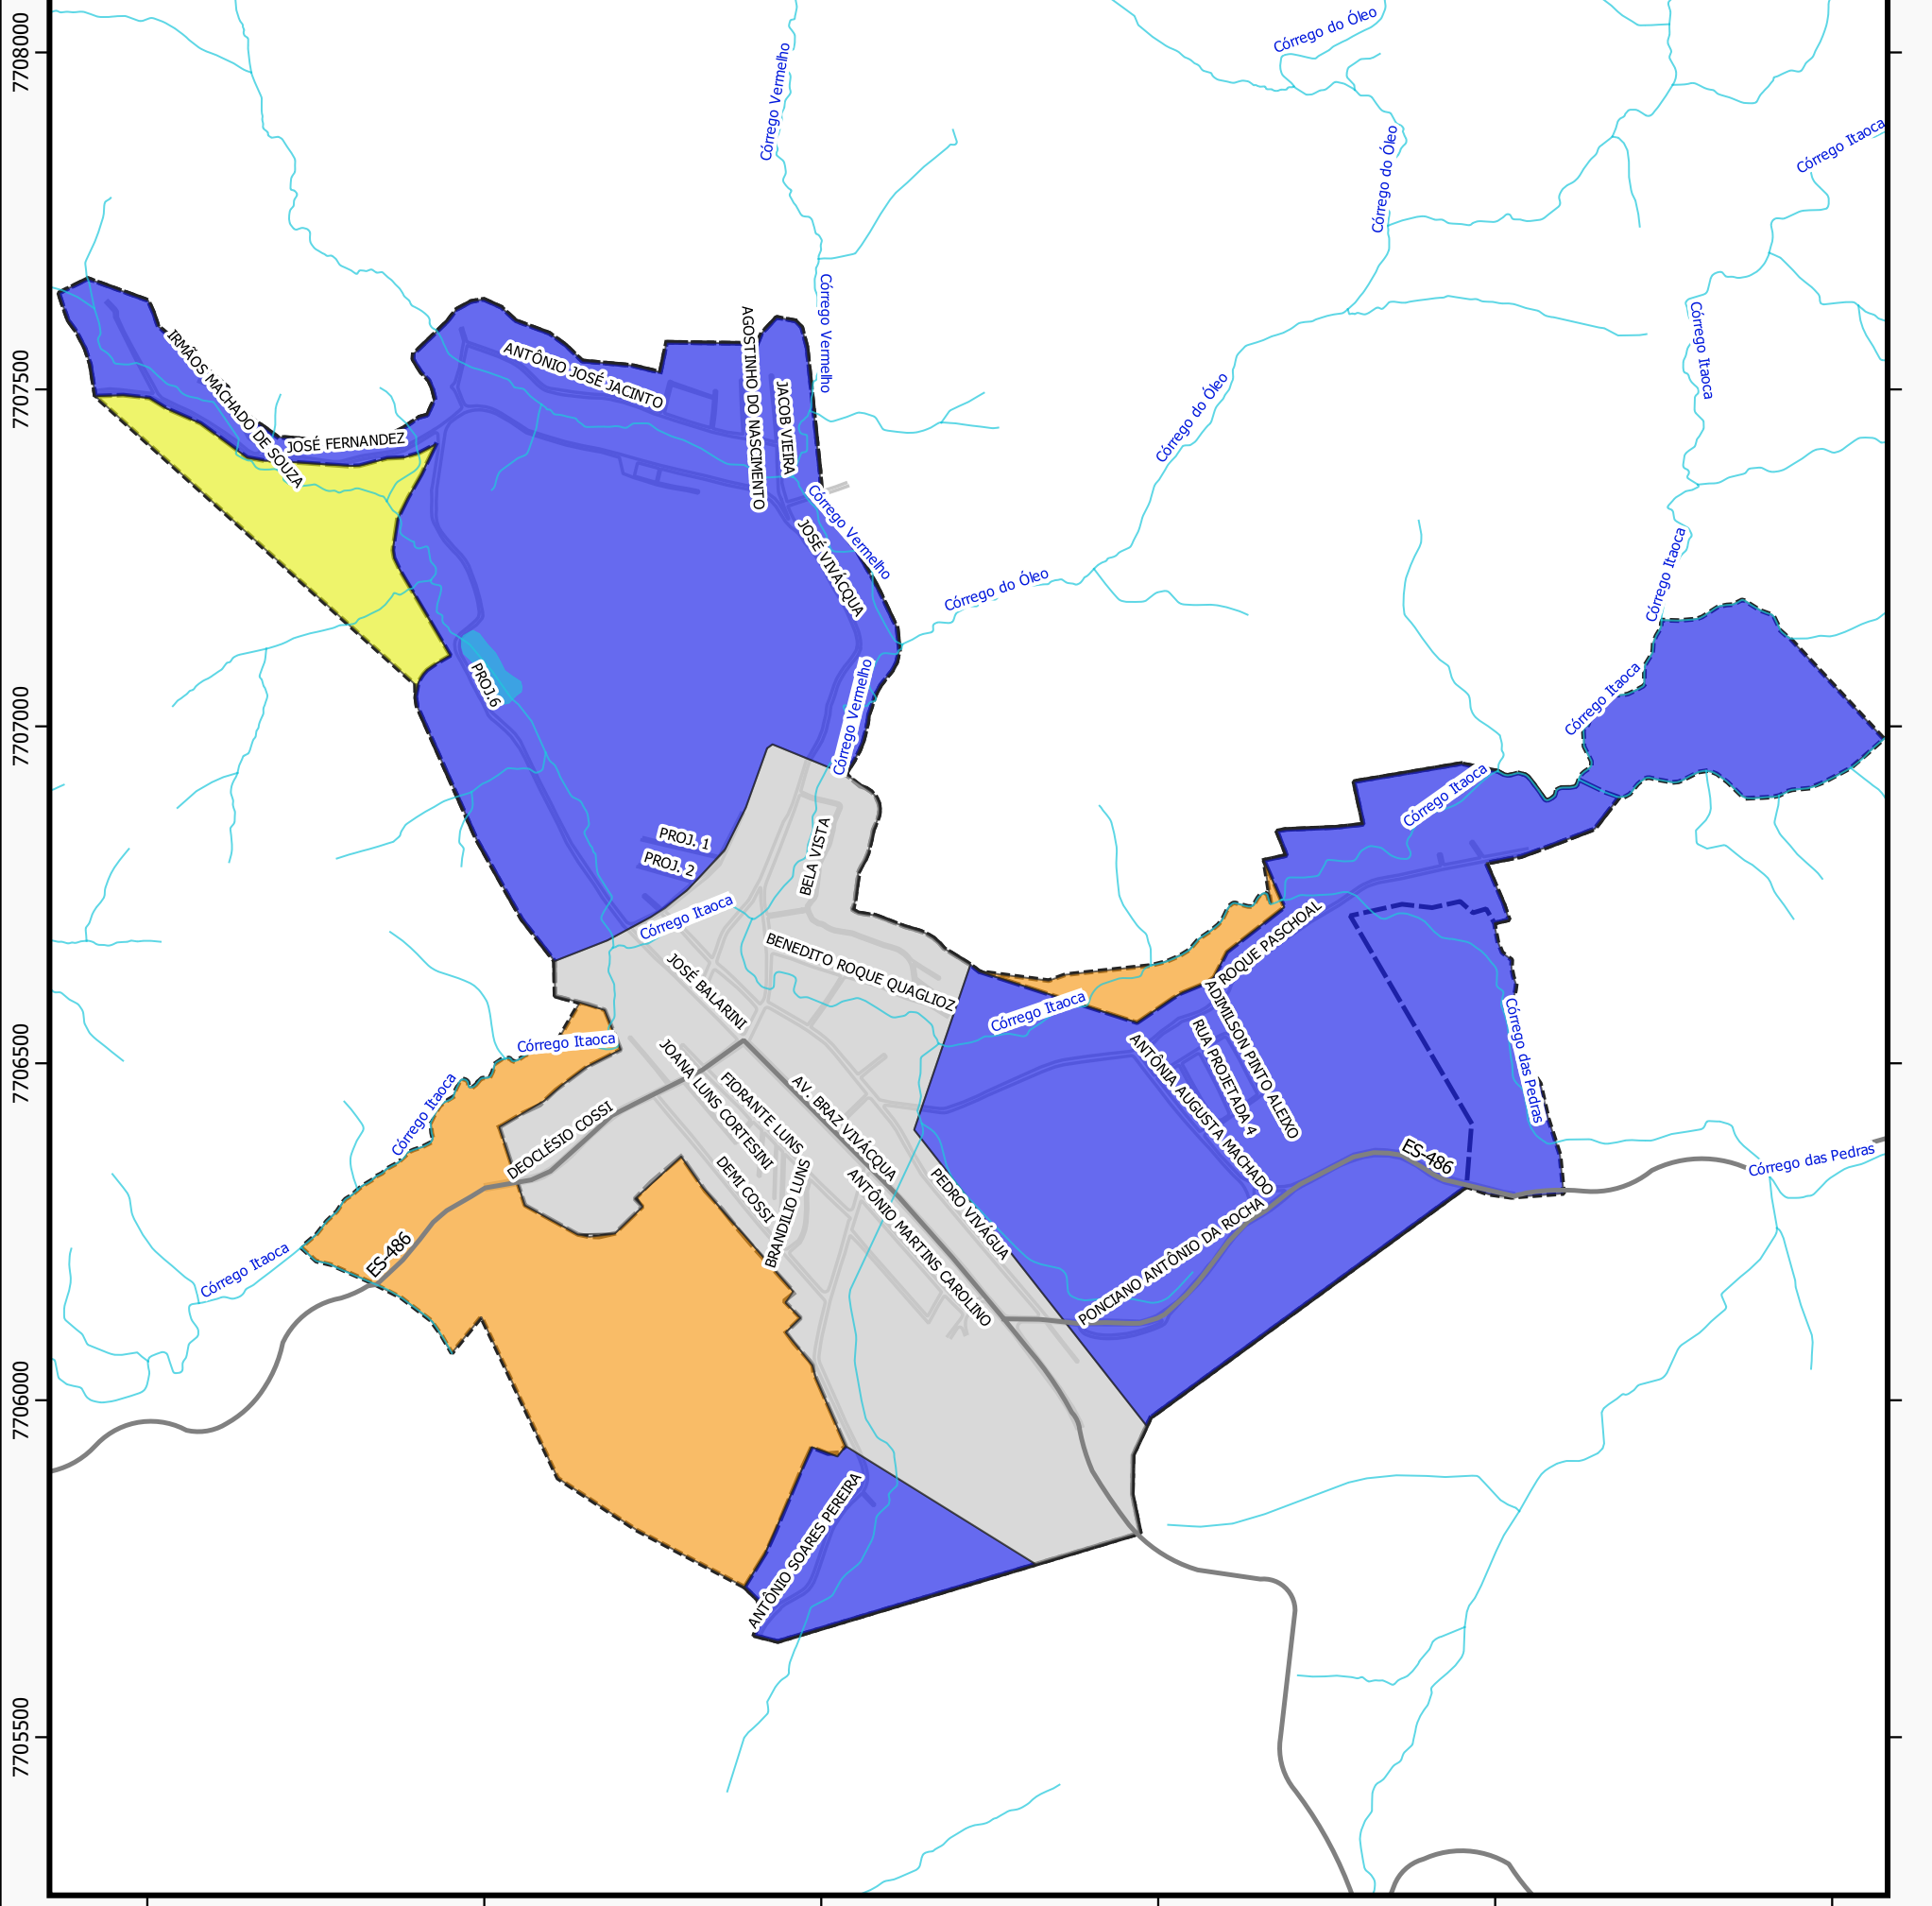 7708000
7707500
7707000
7706500
7706000
7705500
Córrego do Óleo
Córrego Vermelho
Córrego do Óleo
Córrego Itaoca
Córrego Vermelho
Córrego Itaoca
IRMÃOS MACHADO DE SOUZA
ANTÔNIO JOSÉ JACINTO
AGOSTINHO DO NASCIMENTO
JACOB VIEIRA
JOSÉ FERNANDEZ
Córrego do Óleo
Córrego Vermelho
JOSÉ VIVÁCQUA
Córrego do Óleo
Córrego Itaoca
PROJ.6
Córrego Vermelho
Córrego Itaoca
Córrego Itaoca
PROJ. 1
PROJ. 2
BELA VISTA
Córrego Itaoca
BENEDITO ROQUE QUAGLIOZ
ROQUE PASCHOAL
JOSÉ BALARINI
Córrego Itaoca
Córrego Itaoca
Córrego Itaoca
ADIMILSON PINTO ALEIXO
RUA PROJETADA 4
ANTÔNIA AUGUSTA MACHADO
Córrego das Pedras
JOANA LUNS CORTESINI
FIORANTE LUNS
AV. BRAZ VIVÁCQUA
DEOCLÉSIO COSSI
DEMI COSSI
BRANDILIO LUNS
ANTÔNIO MARTINS CAROLINO
PEDRO VIVÁGUA
ES-486
Córrego das Pedras
PONCIANO ANTÔNIO DA ROCHA
ES-486
Córrego Itaoca
ANTÔNIO SOARES PEREIRA